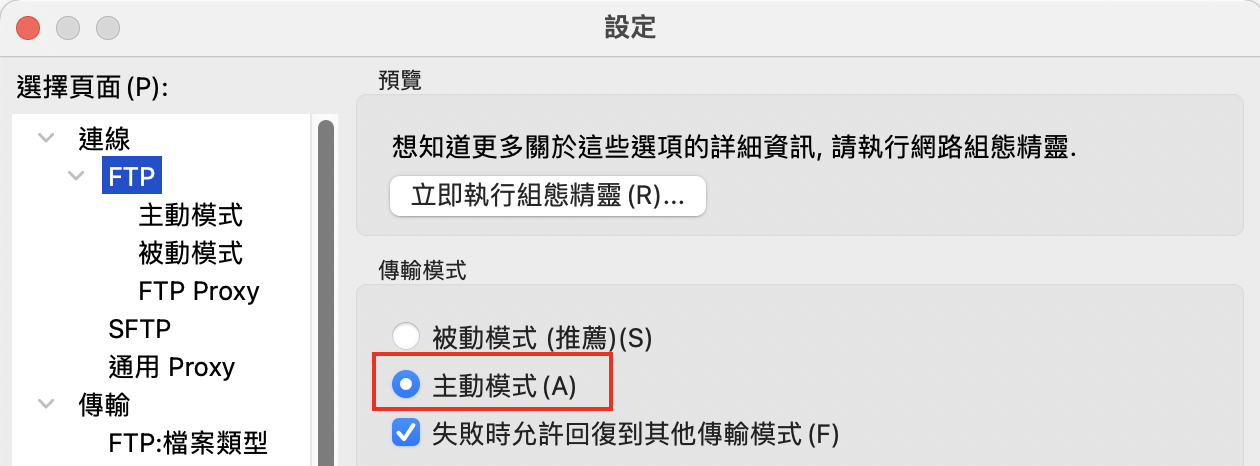 設定
選擇頁面(P):
連線
FTP
主動模式
被動模式
FTP Proxy
SFTP
通用 Proxy
傳輸
FTP:檔案類型
預覽
想知道更多關於這些選項的詳細資訊, 請執行網路組態精靈.
立即執行組態精靈(R)...
傳輸模式
被動模式 (推薦)(S)
主動模式(A)
失敗時允許回復到其他傳輸模式(F)